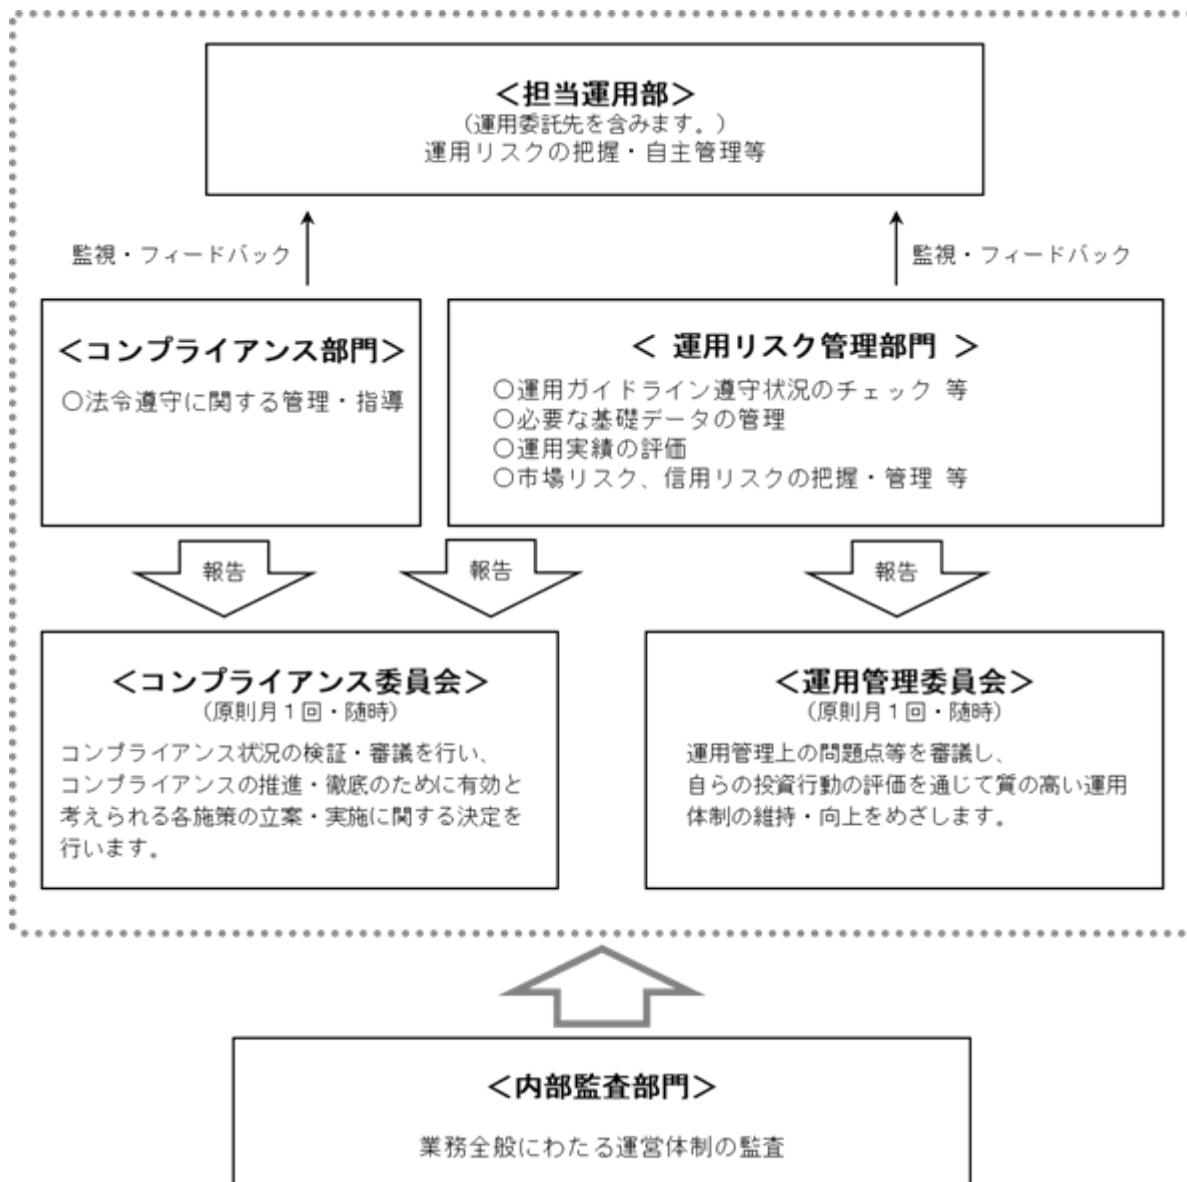 ＜担当運用部＞
（運用委託先を含みます。）
運用リスクの把握・自主管理等
監視・フィードバック
監視・フィードバック
＜コンプライアンス部門＞
○法令遵守に関する管理・指導
＜ 運用リスク管理部門 ＞
○運用ガイドライン遵守状況のチェック 等
○必要な基礎データの管理
○運用実績の評価
○市場リスク、信用リスクの把握・管理 等
報告
報告
報告
＜コンプライアンス委員会＞
（原則月１回・随時）
コンプライアンス状況の検証・審議を行い、
コンプライアンスの推進・徹底のために有効と
考えられる各施策の立案・実施に関する決定を
行います。
＜運用管理委員会＞
（原則月１回・随時）
運用管理上の問題点等を審議し、
自らの投資行動の評価を通じて質の高い運用
体制の維持・向上をめざします。
＜内部監査部門＞
業務全般にわたる運営体制の監査